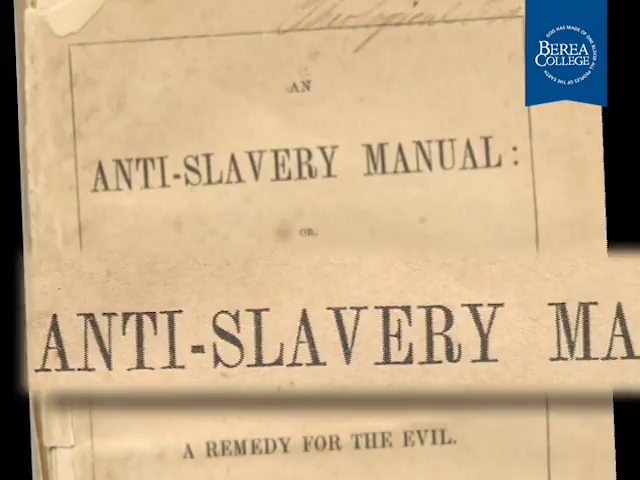 Theological
AN
ANTI-SLAVERY MANUAL:
OR,
ANTI-SLAVERY MA
A REMEDY FOR THE EVIL.
BEREA
COLLEGE
GOD HAS MADE OF ONE BLOOD ALL PEOPLES OF THE EARTH